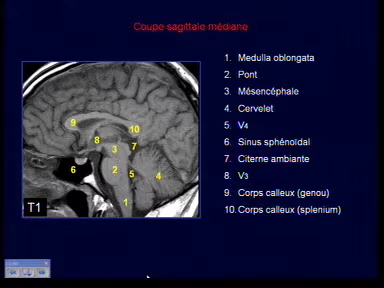 Coupe sagittale médiane
1. Medulla oblongata
2. Pont
3. Mésencéphale
4. Cervelet
5. V4
6. Sinus sphénoïdal
7. Citerne ambiante
8. V3
9. Corps calleux (genou)
10. Corps calleux (splenium)
9
10
8
7
3
6
2
5
4
1
T1